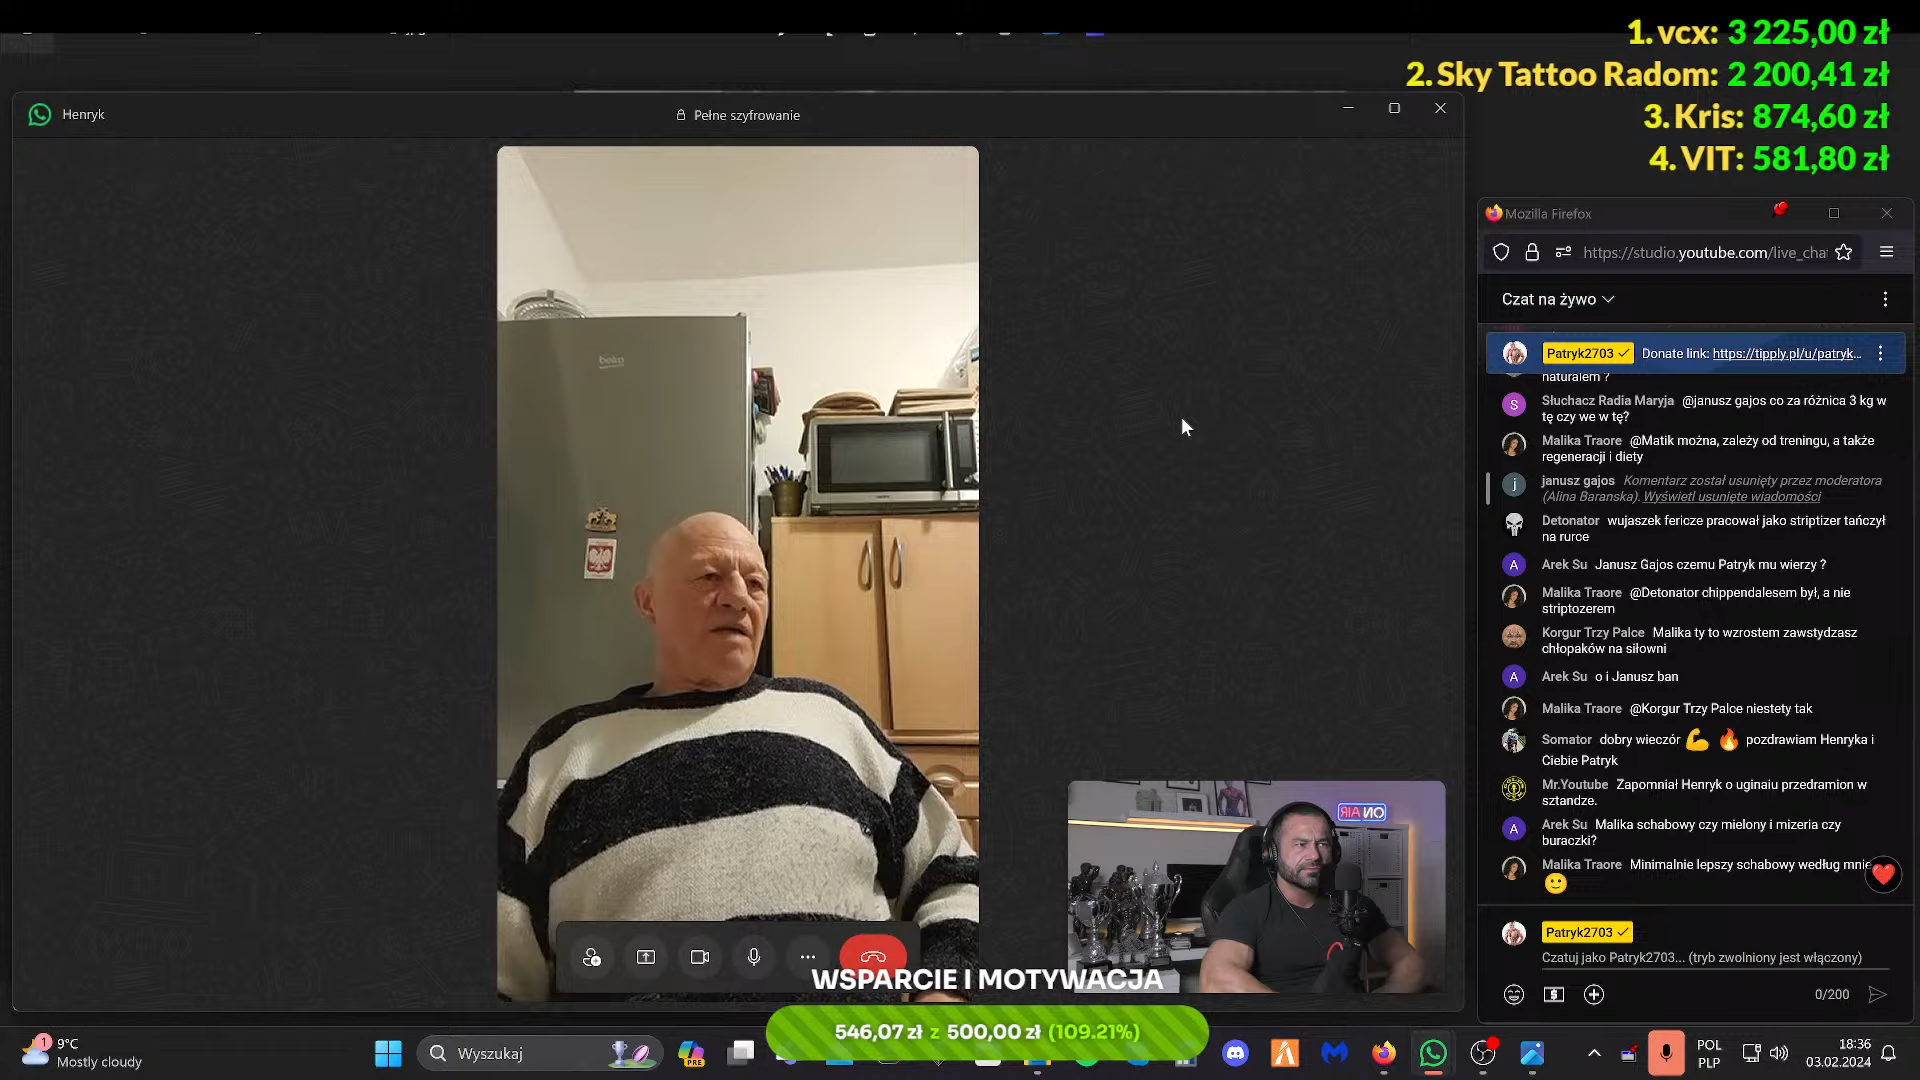 1. vcx: 3 225,00 zł
2. Sky Tattoo Radom: 2 200,41 zł
3. Kris: 874,60 zł
4. VIT: 581,80 zł
Henryk
Pełne szyfrowanie
beko
ON AIR
WSPARCIE I MOTYWACJA
546,07 zł z 500,00 zł (109.21%)
Mozilla Firefox
https://studio.youtube.com/live_cha
Czat na żywo
Patryk2703 Donate link: https://tipply.pl/u/patryk...
naturalem ?
Słuchacz Radia Maryja @janusz gajos co za różnica 3 kg w
tę czy we w tę?
Malika Traore @Matik można, zależy od treningu, a także
regeneracji i diety
janusz gajos Komentarz został usunięty przez moderatora
(Alina Baranska). Wyświetl usunięte wiadomości
Detonator wujaszek fericze pracował jako striptizer tańczył
na rurce
Arek Su Janusz Gajos czemu Patryk mu wierzy ?
Malika Traore @Detonator chippendalesem był, a nie
striptozerem
Korgur Trzy Palce Malika ty to wzrostem zawstydzasz
chłopaków na siłowni
Arek Su o i Janusz ban
Malika Traore @Korgur Trzy Palce niestety tak
Somator dobry wieczór 💪 🔥 pozdrawiam Henryka i
Ciebie Patryk
Mr.Youtube Zapomniał Henryk o uginaiu przedramion w
sztandze.
Arek Su Malika schabowy czy mielony i mizeria czy
buraczki?
Malika Traore Minimalnie lepszy schabowy według mnie
🙂
Patryk2703
Czatuj jako Patryk2703... (tryb zwolniony jest włączony)
0/200
1
9°C
Mostly cloudy
Wyszukaj
PRE
POL
PLP
18:36
03.02.2024